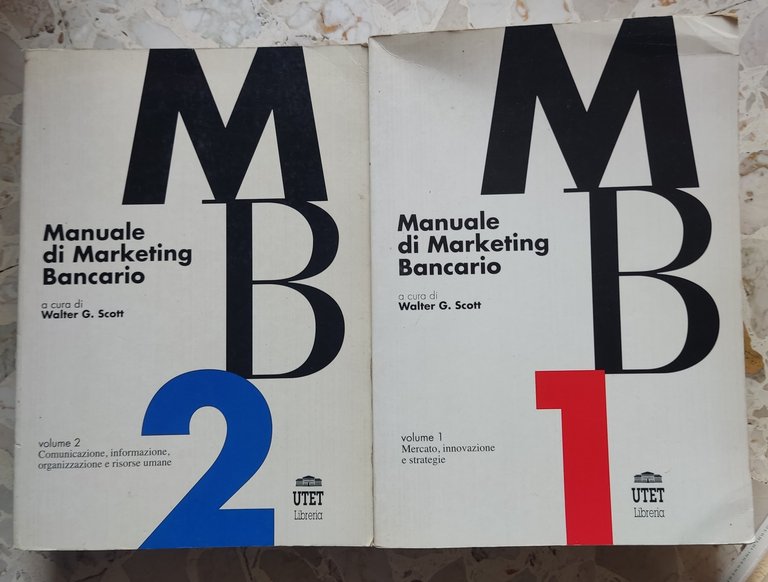 M
B
Manuale
di Marketing
Bancario
a cura di
Walter G. Scott
2
volume 2
Comunicazione, informazione,
organizzazione e risorse umane
UTET
Libreria
M
B
Manuale
di Marketing
Bancario
a cura di
Walter G. Scott
1
volume 1
Mercato, innovazione
e strategie
UTET
Libreria